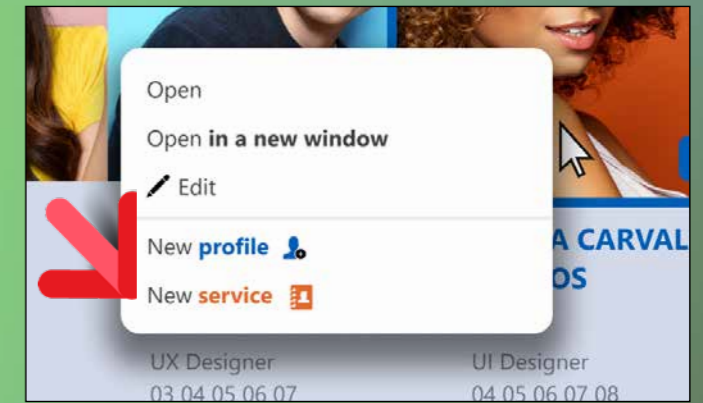 Open
Open in a new window
Edit
New profile
New service
A CARVAL
OS
UX Designer
03 04 05 06 07
UI Designer
04 05 06 07 08